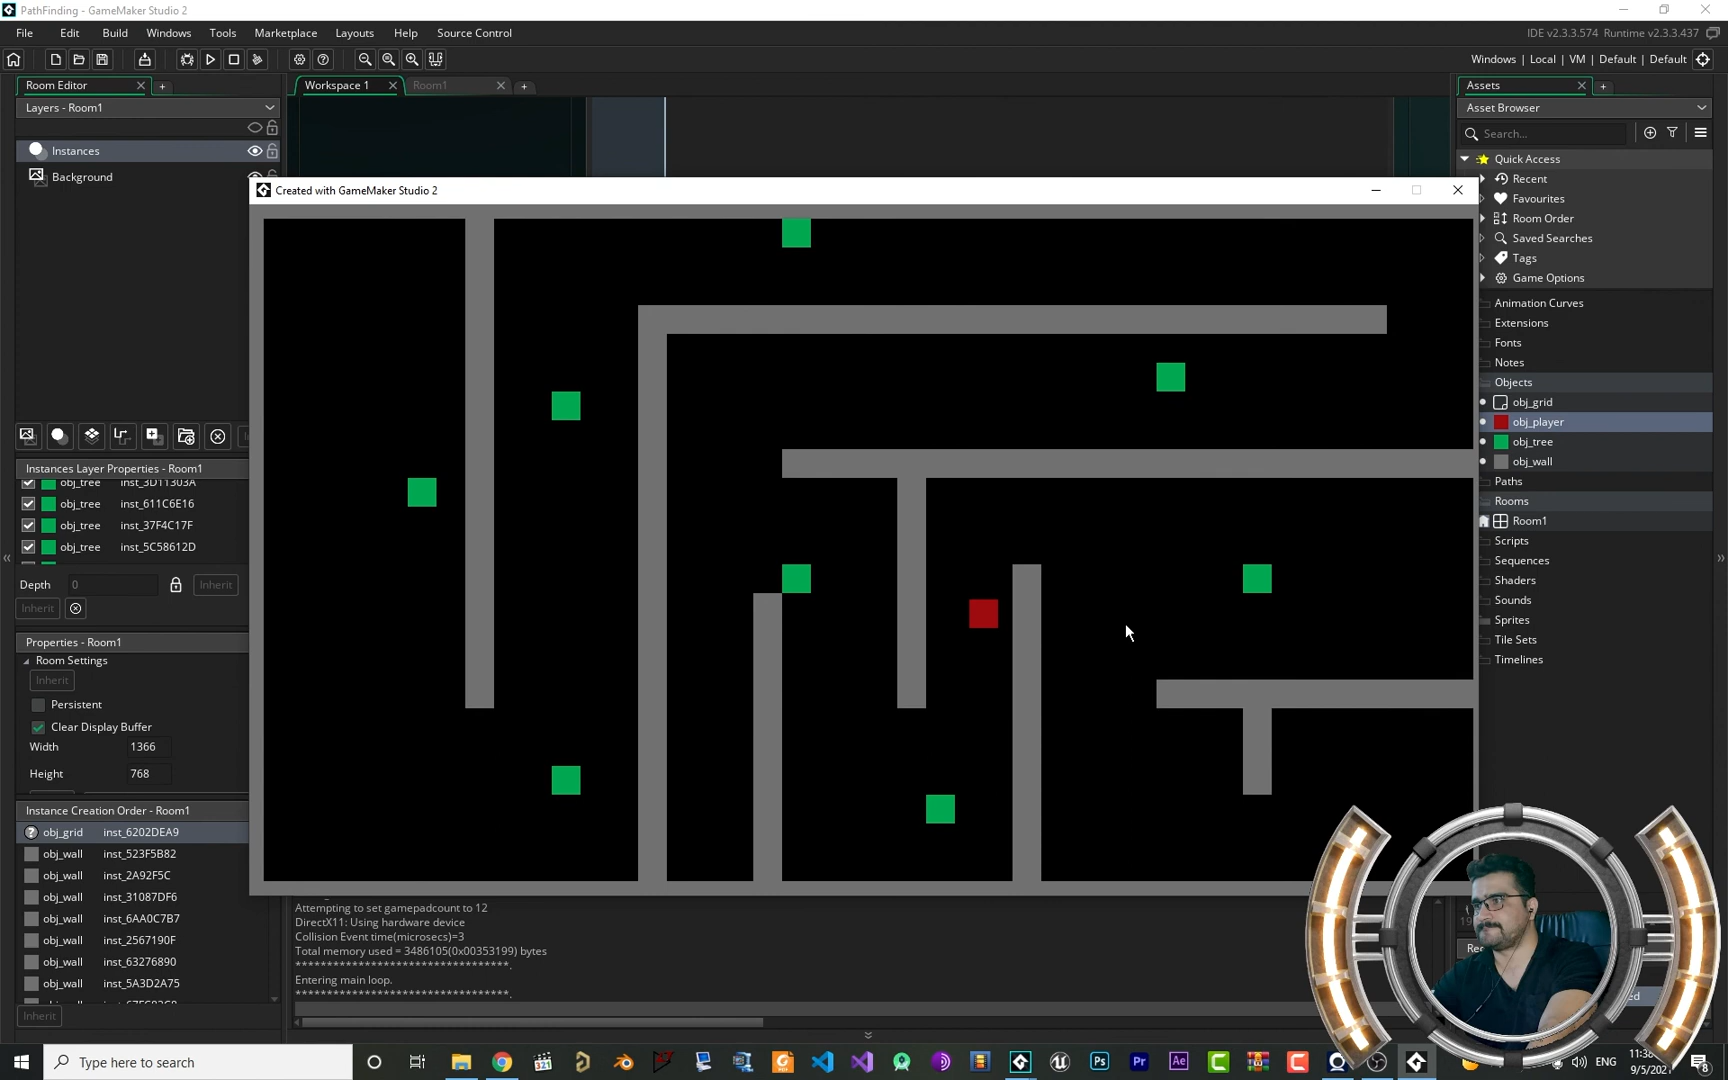 PathFinding - GameMaker Studio 2
File Edit Build Windows Tools Marketplace Layouts Help Source Control
IDE v2.3.3.574 Runtime v2.3.3.437
Windows | Local | VM | Default | Default
Room Editor
Workspace 1
Room1
Assets
Layers - Room1
Asset Browser
Instances
Search...
Background
Quick Access
Recent
Favourites
Room Order
Saved Searches
Tags
Game Options
Created with GameMaker Studio 2
Animation Curves
Extensions
Fonts
Notes
Objects
obj_grid
obj_player
obj_tree
obj_wall
Paths
Rooms
Room1
Scripts
Sequences
Shaders
Sounds
Sprites
Tile Sets
Timelines
Instances Layer Properties - Room1
obj_tree inst_3D11303A
obj_tree inst_611C6E16
obj_tree inst_37F4C17F
obj_tree inst_5C58612D
Depth 0 Inherit
Inherit
Properties - Room1
Room Settings
Inherit
Persistent
Clear Display Buffer
Width 1366
Height 768
Instance Creation Order - Room1
obj_grid inst_6202DEA9
obj_wall inst_523F5B82
obj_wall inst_2A92F5C
obj_wall inst_31087DF6
obj_wall inst_6AA0C7B7
obj_wall inst_2567190F
obj_wall inst_63276890
obj_wall inst_5A3D2A75
Inherit
Attempting to set gamepadcount to 12
DirectX11: Using hardware device
Collision Event time(microsecs)=3
Total memory used = 3486105(0x00353199) bytes
**********************************.
Entering main loop.
**********************************.
Type here to search
ENG